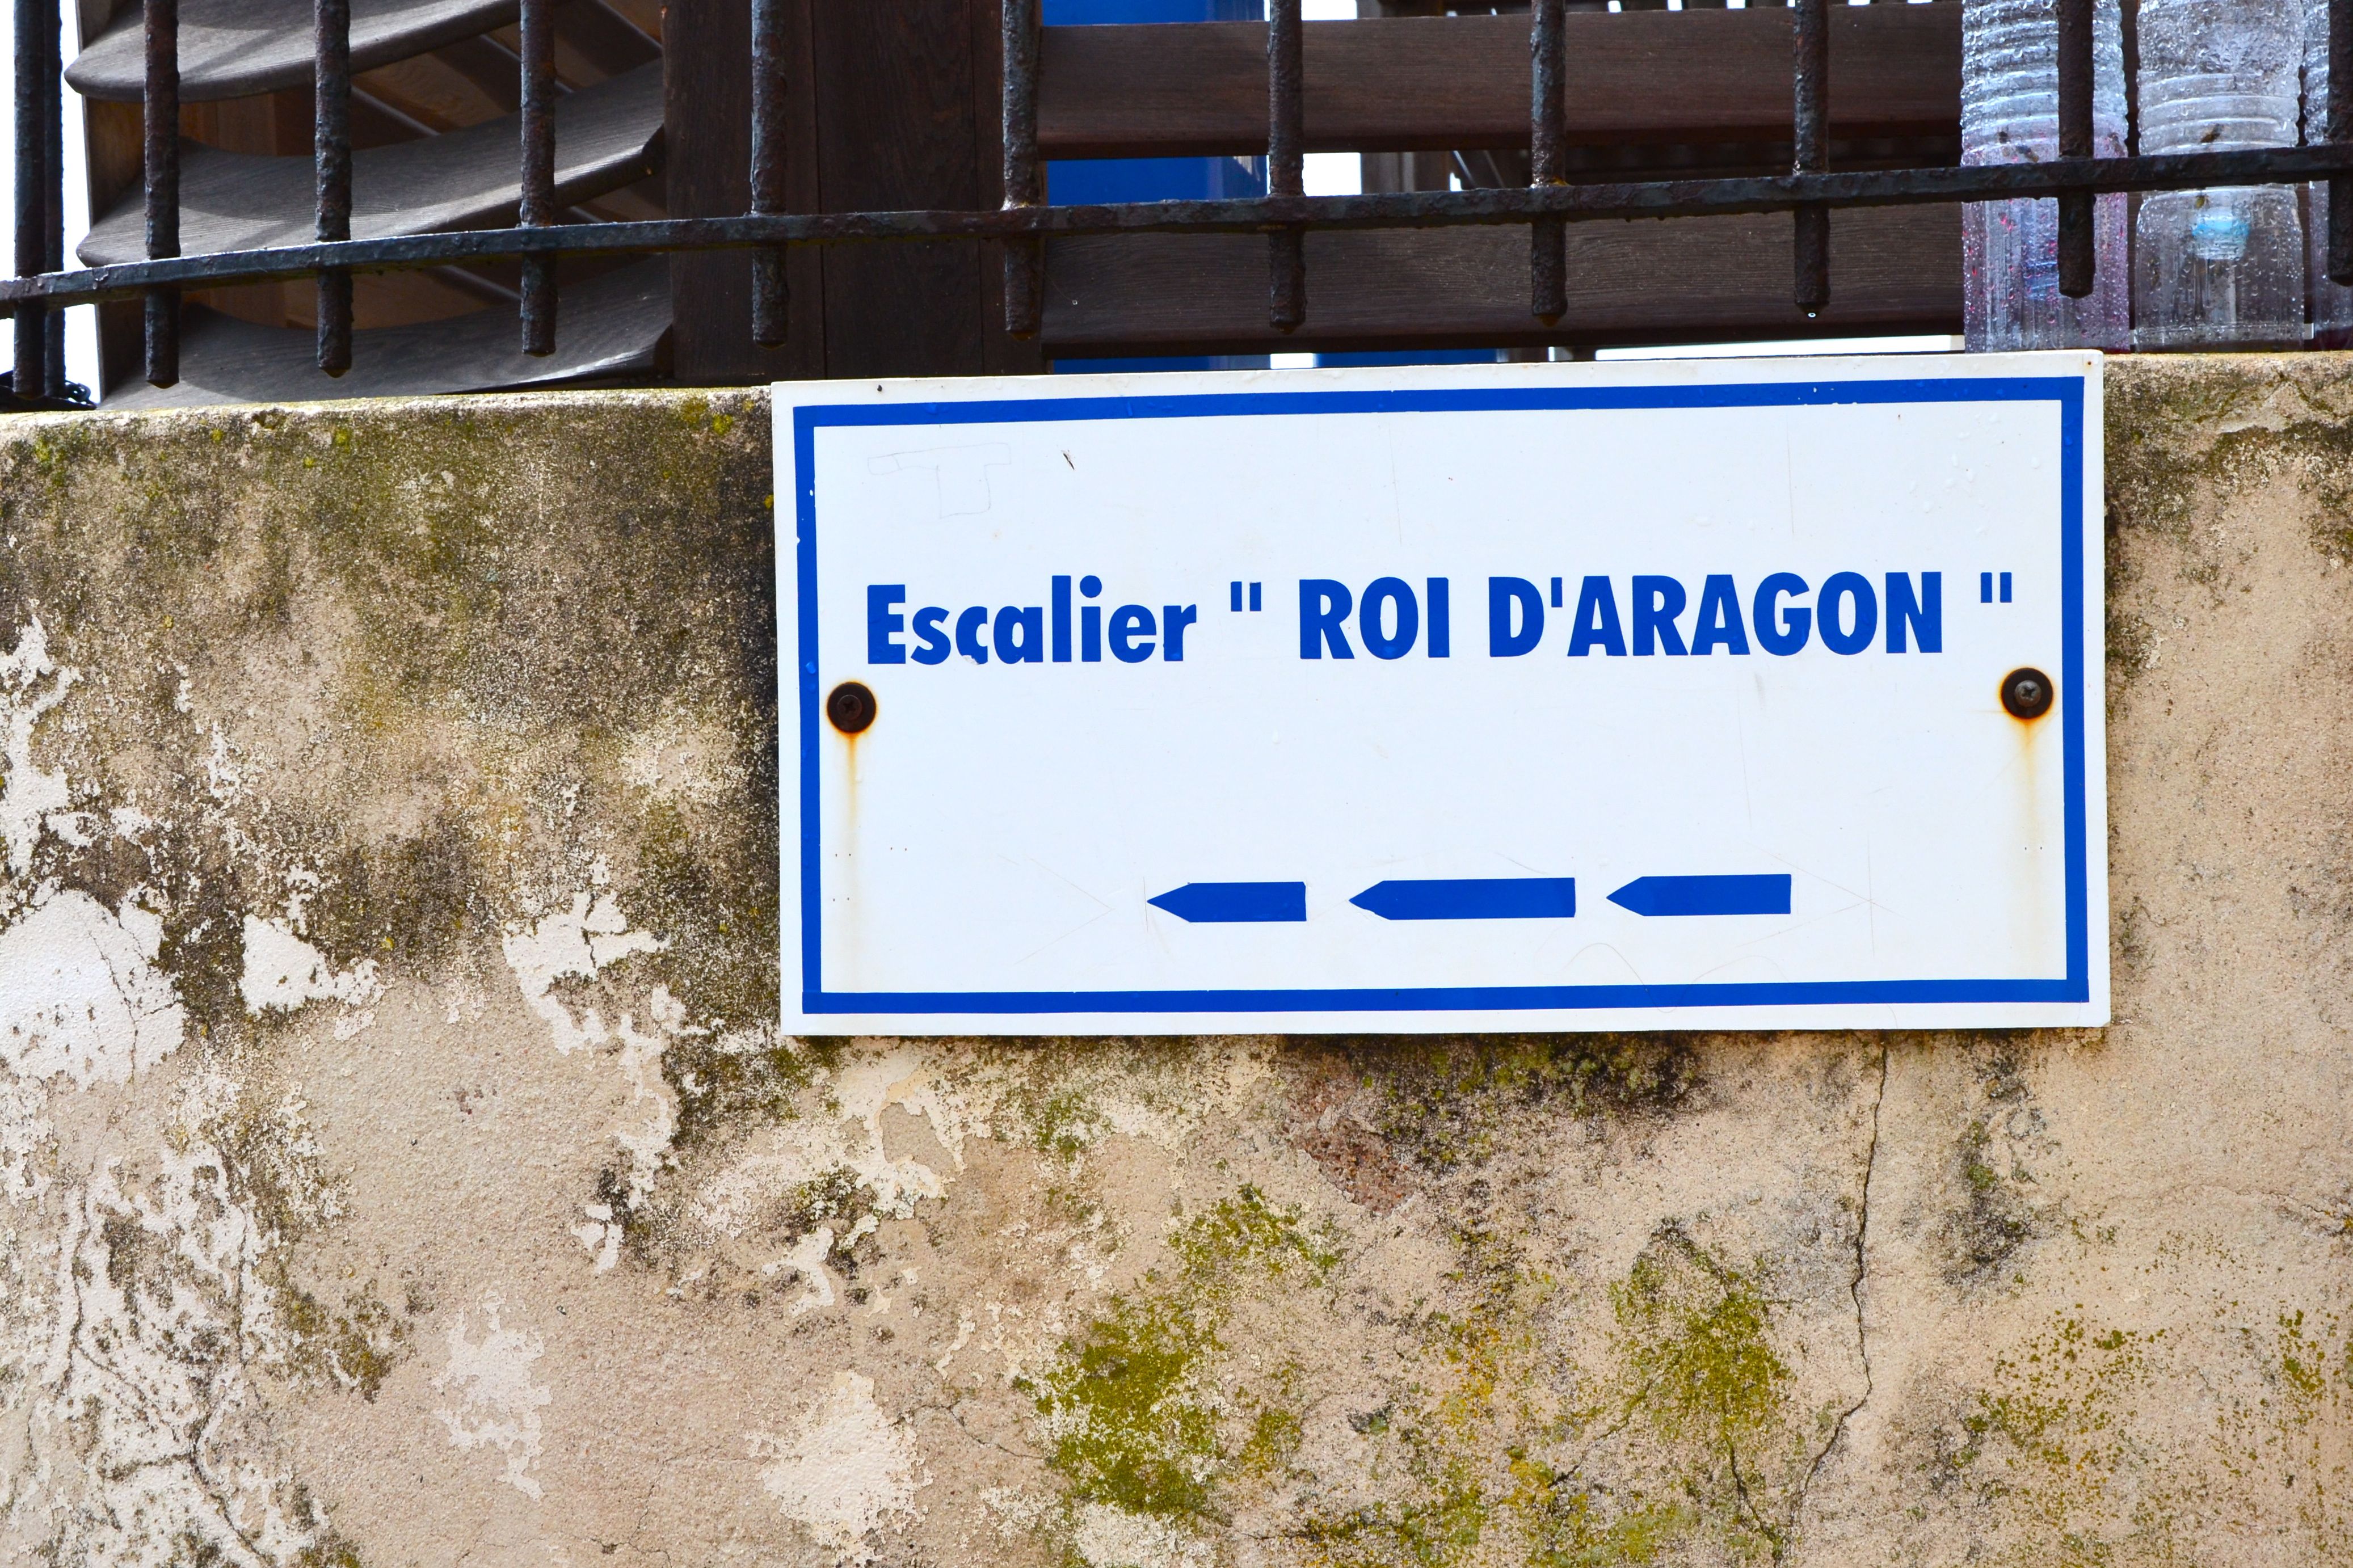 Escalier " ROI D'ARAGON "